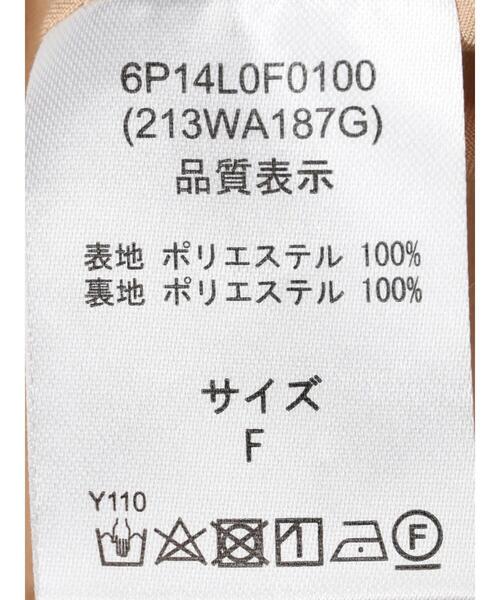 6P14L0F0100
(213WA187G)
品質表示
表地 ポリエステル 100%
裏地 ポリエステル 100%
サイズ
F
Y110
F